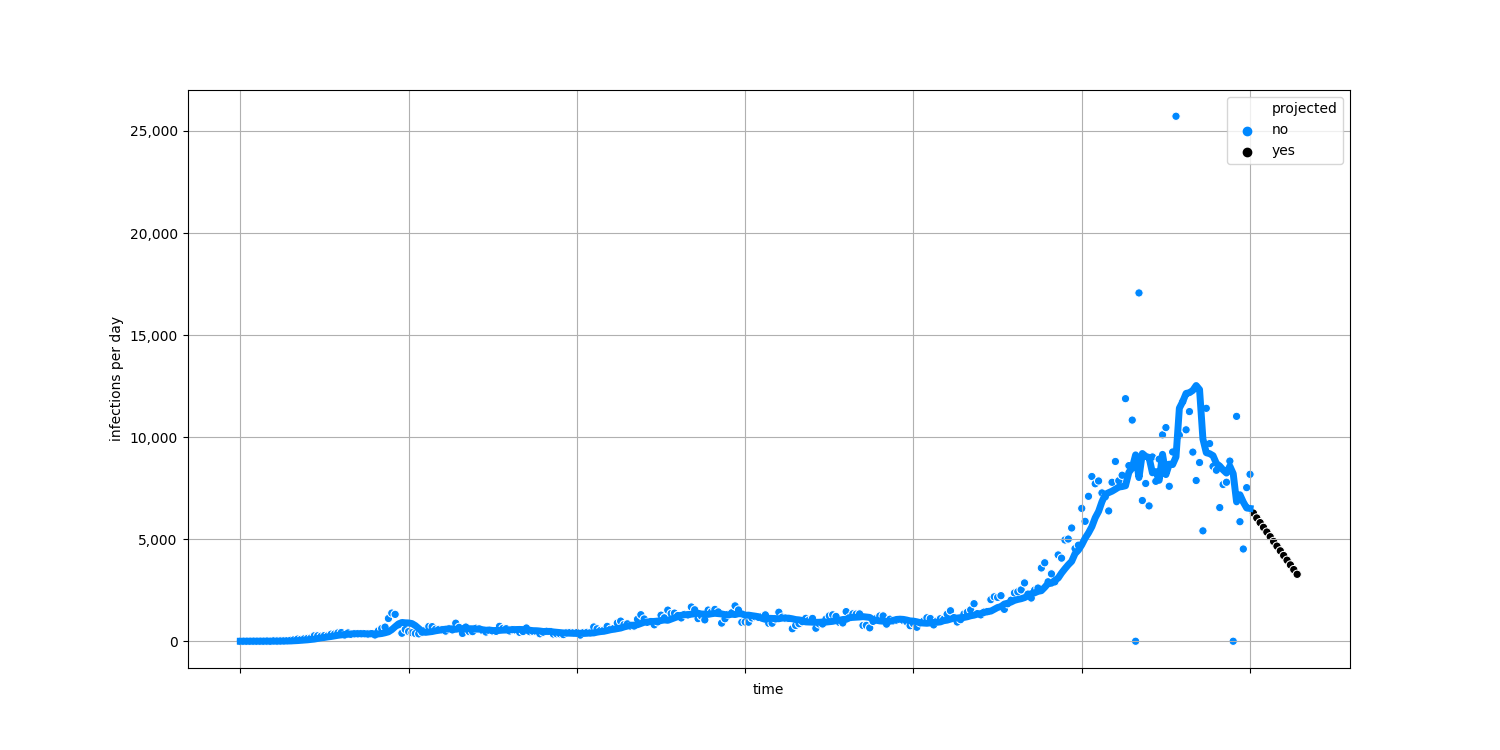 projected
no
yes
25,000
20,000
15,000
10,000
5,000
0
infections per day
time